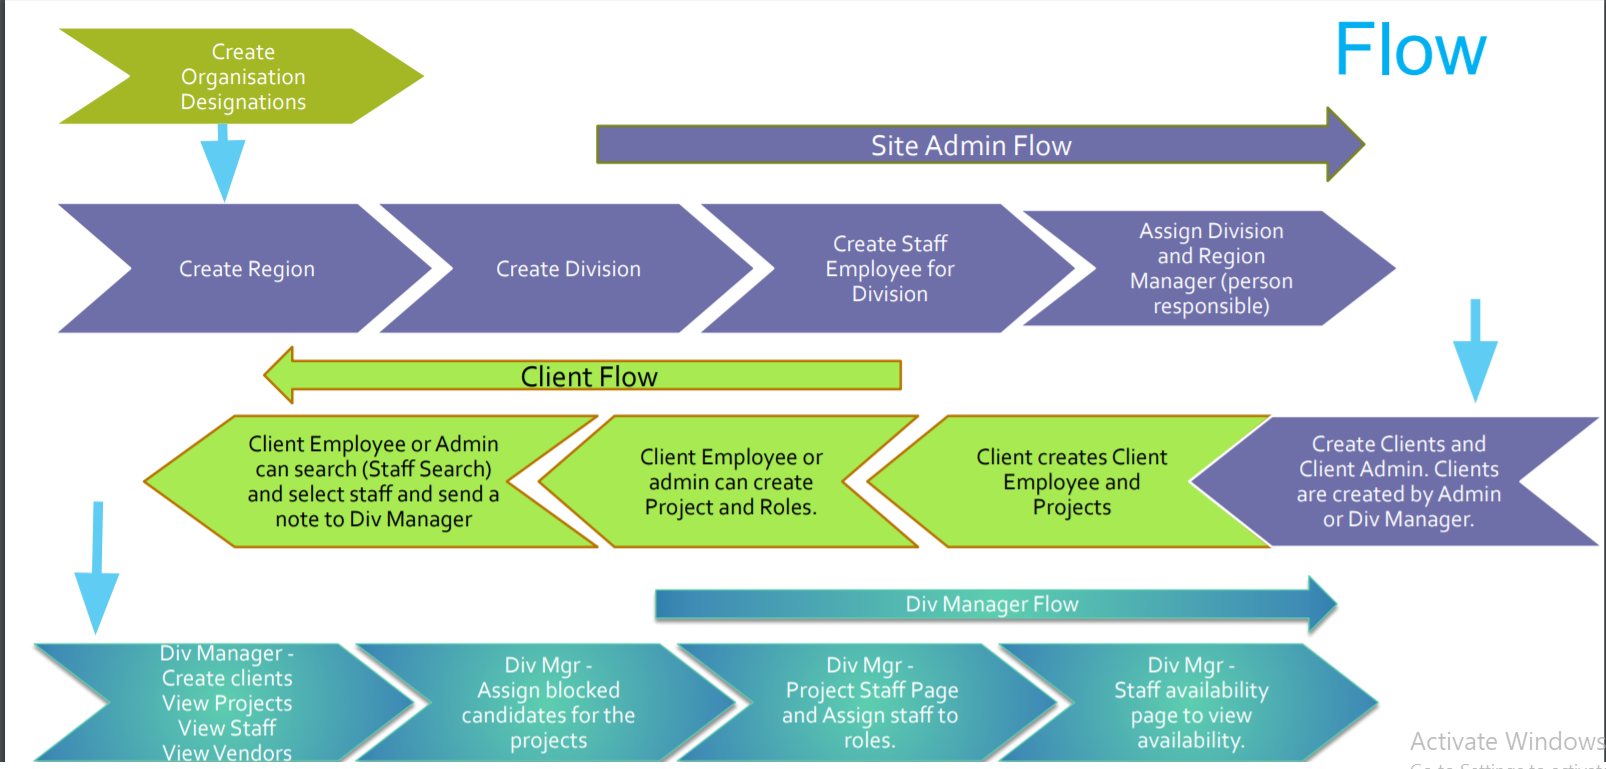 Flow
Create
Organisation
Designations
Site Admin Flow
Create Region
Create Division
Create Staff
Employee for
Division
Assign Division
and Region
Manager (person
responsible)
Client Flow
Client Employee or Admin
can search (Staff Search)
and select staff and send a
note to Div Manager
Client Employee or
admin can create
Project and Roles.
Client creates Client
Employee and
Projects
Create Clients and
Client Admin. Clients
are created by Admin
or Div Manager.
Div Manager Flow
Div Manager -
Create clients
View Projects
View Staff
View Vendors
Div Mgr -
Assign blocked
candidates for the
projects
Div Mgr -
Project Staff Page
and Assign staff to
roles.
Div Mgr -
Staff availability
page to view
availability.
Activate Windows